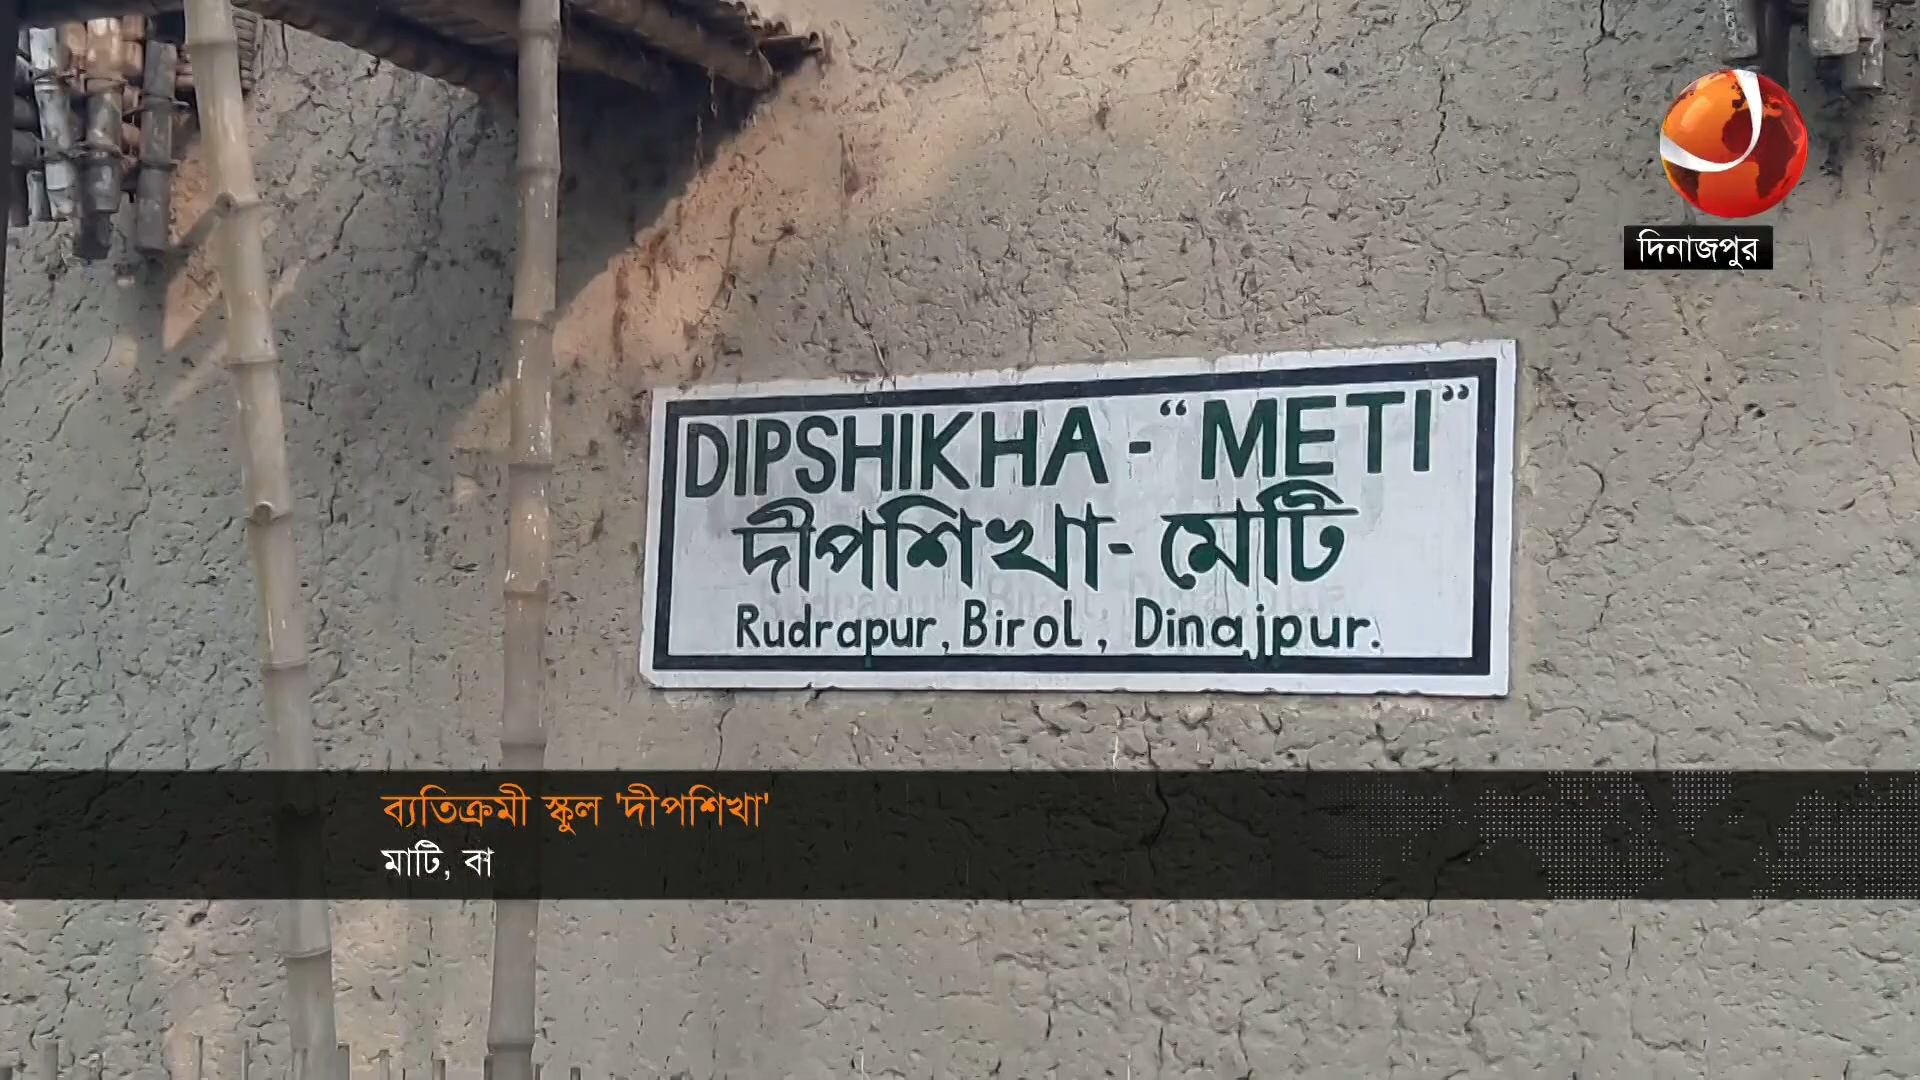 দিনাজপুর
DIPSHIKHA - "METI"
দীপশিখা - মেটি
Rudrapur, Birol, Dinajpur.
ব্যতিক্রমী স্কুল 'দীপশিখা'
মাটি, বা